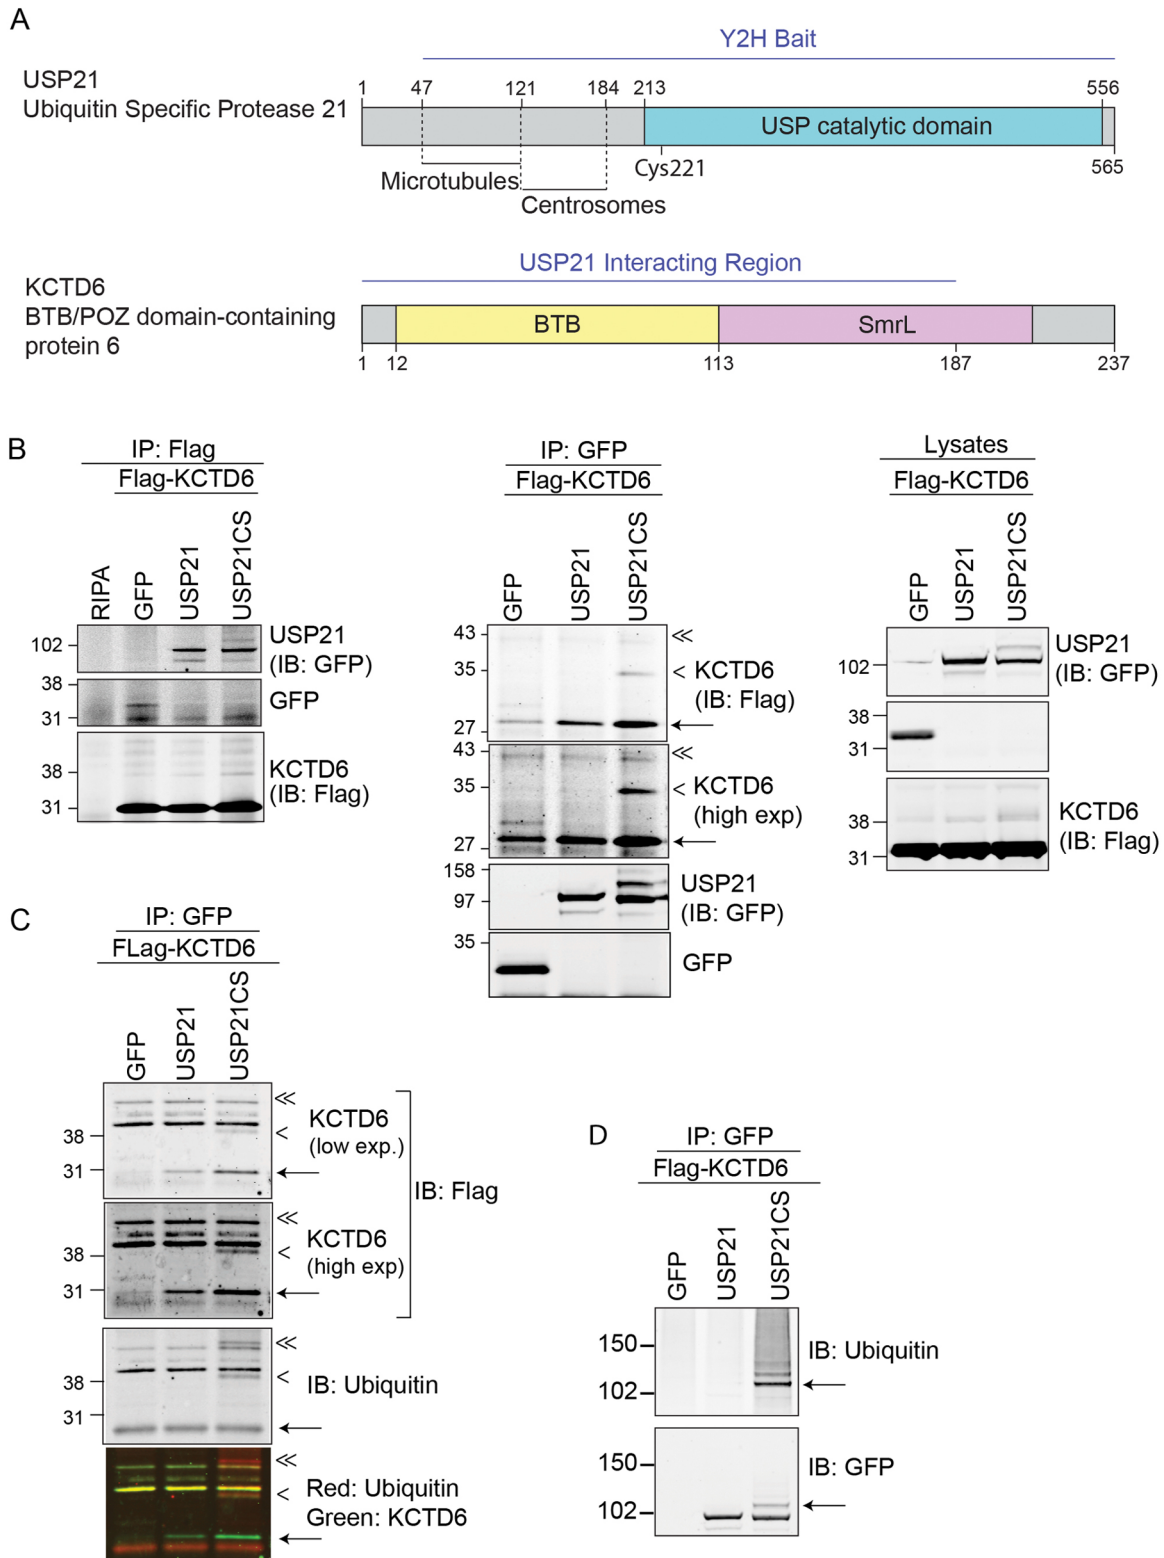 A
Y2H Bait
USP21
Ubiquitin Specific Protease 21
1 47 121 184 213 556
USP catalytic domain
Cys221 565
Microtubules
Centrosomes
USP21 Interacting Region
KCTD6
BTB/POZ domain-containing
protein 6
BTB SmrL
1 12 113 187 237
B
IP: Flag
Flag-KCTD6
RIPA GFP USP21 USP21CS
102
USP21
(IB: GFP)
38
31
GFP
38
31
KCTD6
(IB: Flag)
IP: GFP
Flag-KCTD6
GFP USP21 USP21CS
43 <<
35 <
27
KCTD6
(IB: Flag)
43 <<
35 <
27
KCTD6
(high exp)
158
97
USP21
(IB: GFP)
35
GFP
Lysates
Flag-KCTD6
GFP USP21 USP21CS
102
USP21
(IB: GFP)
38
31
38
31
KCTD6
(IB: Flag)
C
IP: GFP
FLag-KCTD6
GFP USP21 USP21CS
<<
38 <
31
KCTD6
(low exp.)
<<
38 <
31
KCTD6
(high exp)
IB: Flag
<<
38 <
31
IB: Ubiquitin
<<
<
Red: Ubiquitin
Green: KCTD6
D
IP: GFP
Flag-KCTD6
GFP USP21 USP21CS
150
102
IB: Ubiquitin
150
102
IB: GFP